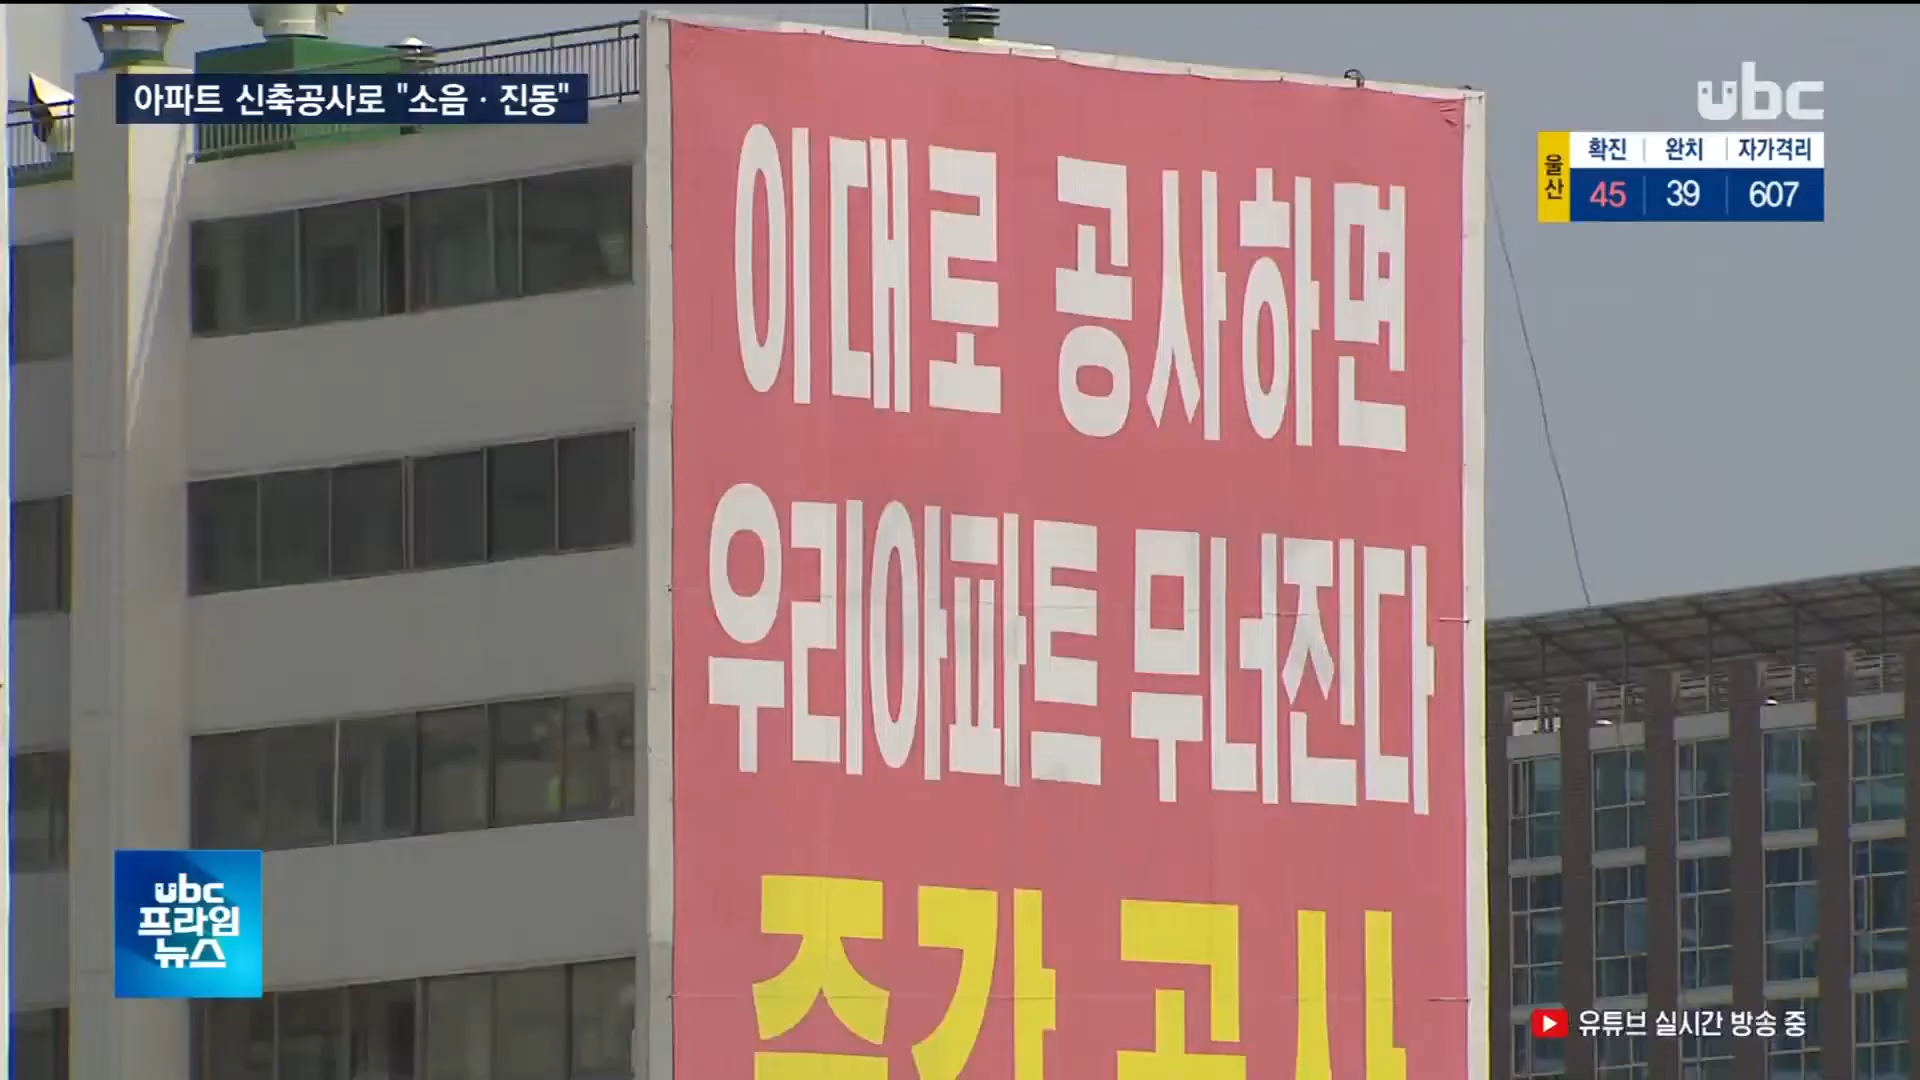 아파트 신축공사로 "소음 · 진동"
ubc
울산
확진 완치 자가격리
45 39 607
이대로 공사하면
우리아파트 무너진다
공사
ubc
프라임
뉴스
유튜브 실시간 방송 중